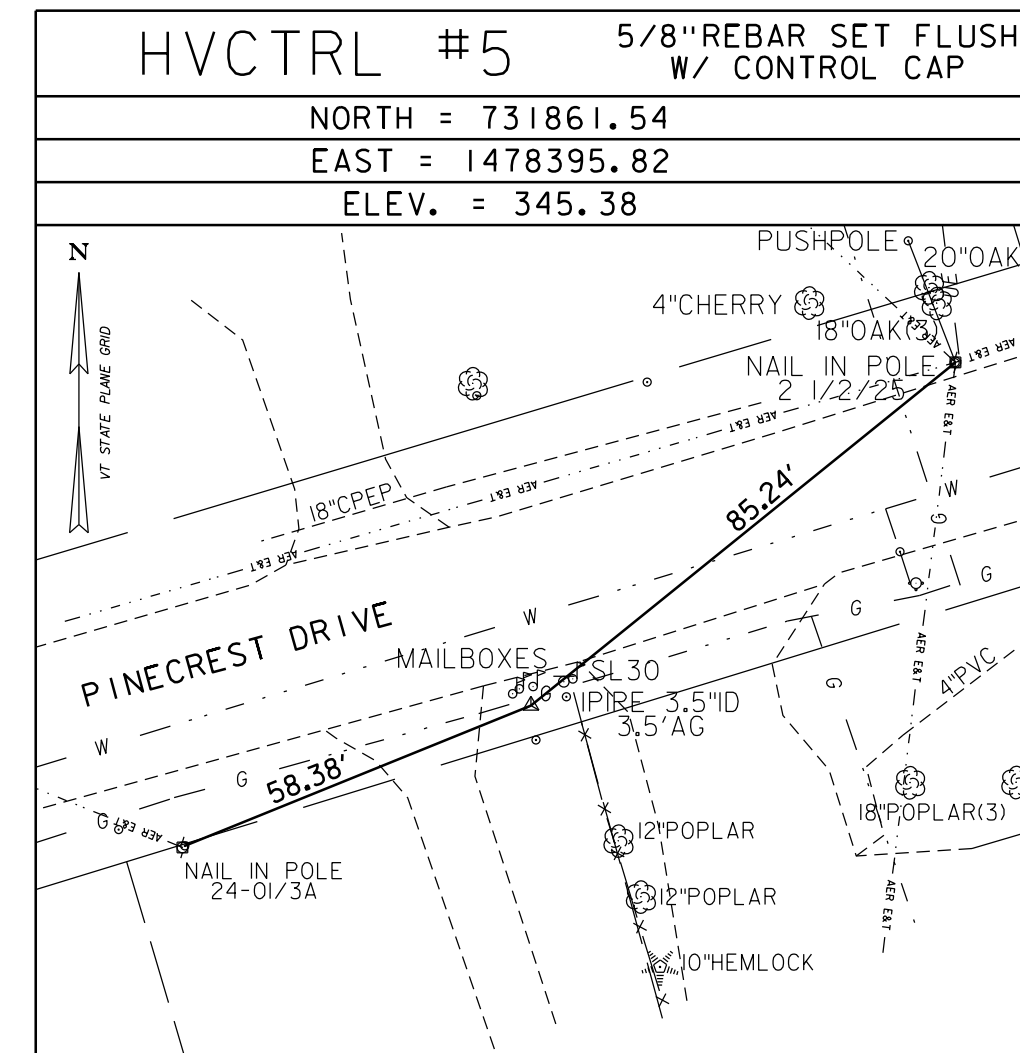 HVCTRL #5
5/8"REBAR SET FLUSH
W/ CONTROL CAP
NORTH = 731861.54
EAST = 1478395.82
ELEV. = 345.38
N
VT STATE PLANE GRID
PUSHPOLE
20"OAK
4"CHERRY
18"OAK(3)
AER E&T
AER E&T
NAIL IN POLE
2 1/2/25
AER E&T
AER E&T
AER E&T
18"CPEP
AER E&T
85.24'
W
G
PINECREST DRIVE
W
G
G
MAILBOXES
SL30
IPIRE 3.5"ID
3.5'AG
AER E&T
4"PVC
G
W
G
58.38'
G
AER E&T
18"POPLAR(3)
12"POPLAR
NAIL IN POLE
24-01/3A
12"POPLAR
AER E&T
10"HEMLOCK